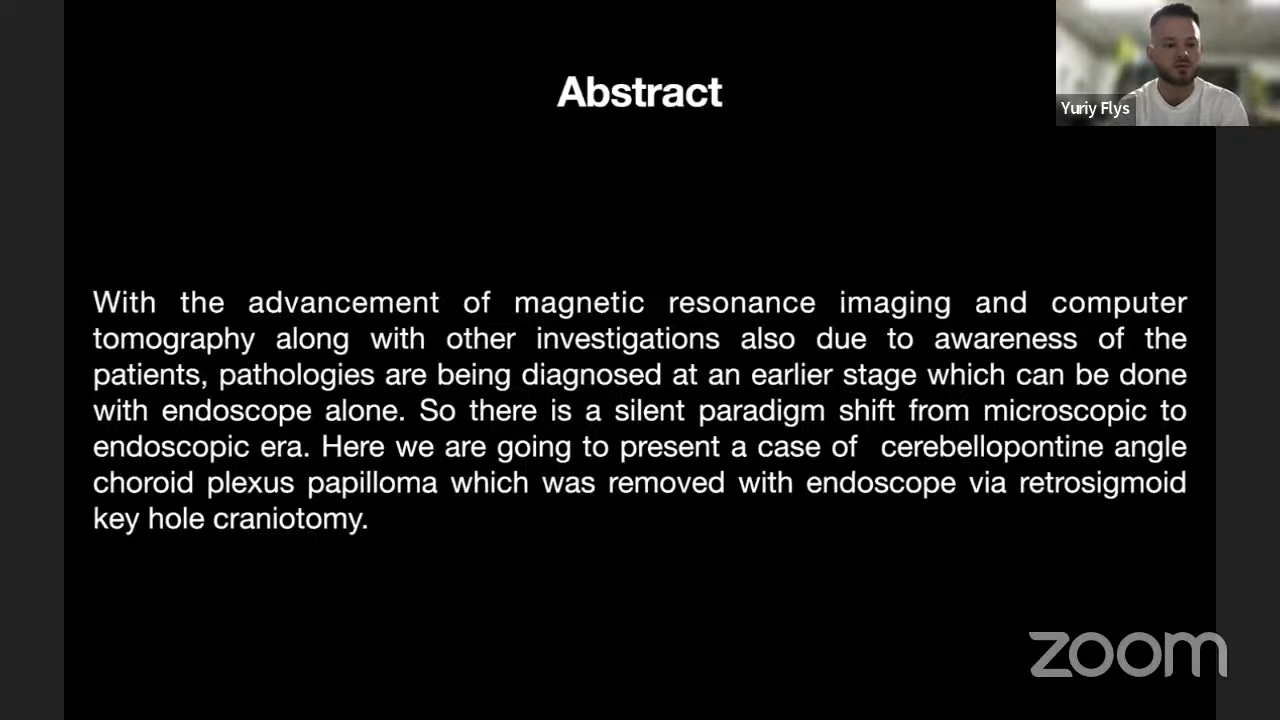 Abstract
Yuriy Flys
With the advancement of magnetic resonance imaging and computer
tomography along with other investigations also due to awareness of the
patients, pathologies are being diagnosed at an earlier stage which can be done
with endoscope alone. So there is a silent paradigm shift from microscopic to
endoscopic era. Here we are going to present a case of cerebellopontine angle
choroid plexus papilloma which was removed with endoscope via retrosigmoid
key hole craniotomy.
zoom